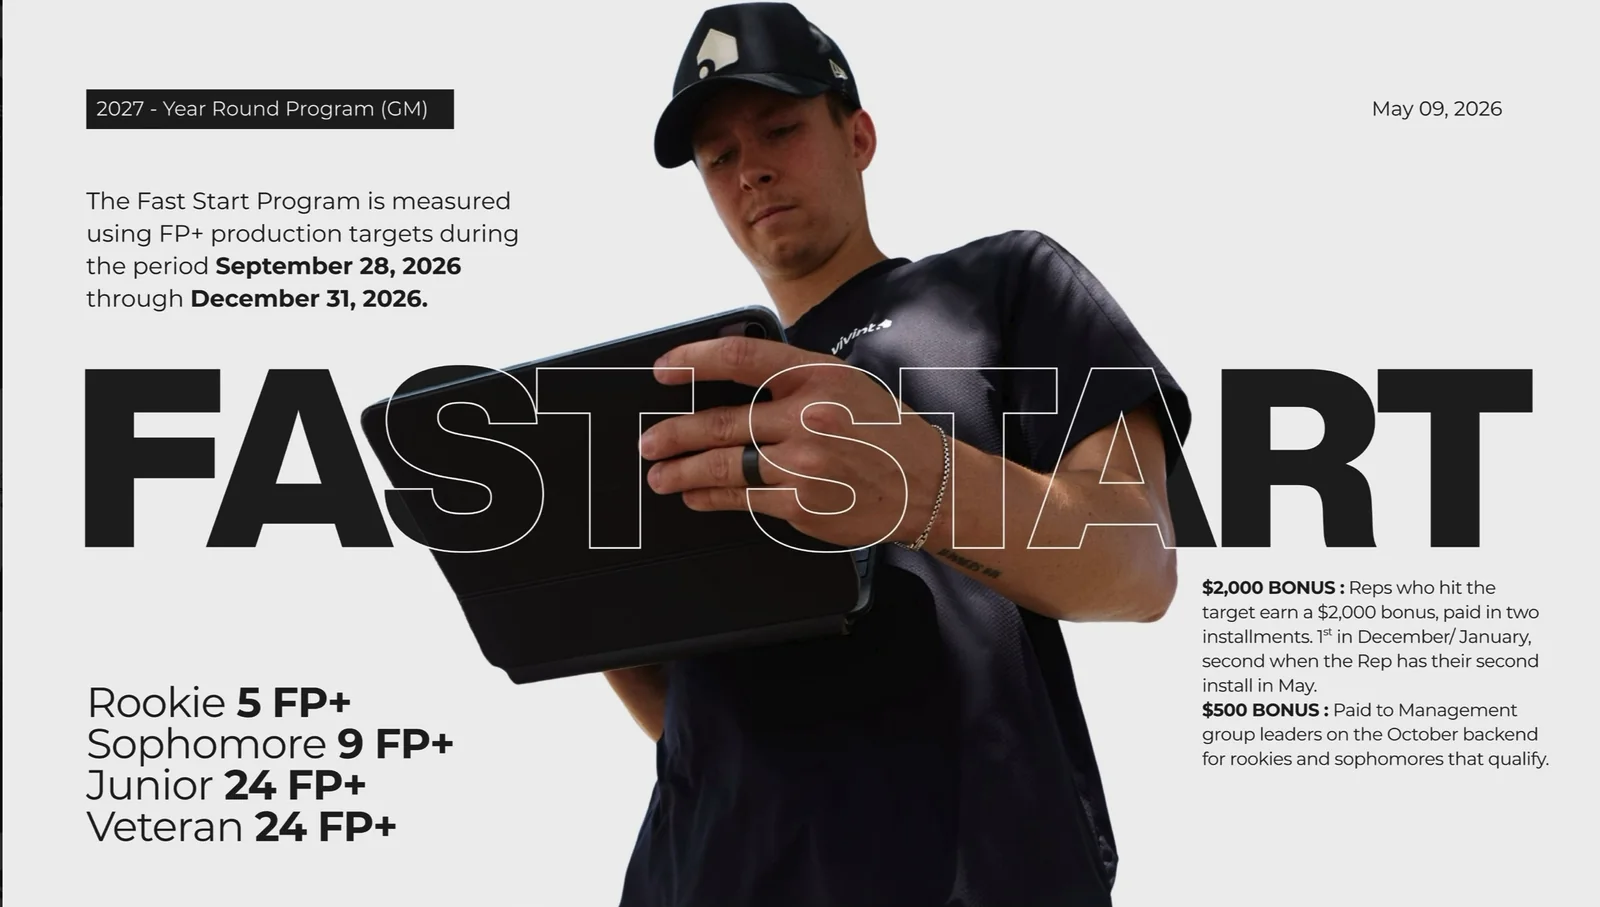 2027 - Year Round Program (GM)
May 09, 2026
The Fast Start Program is measured
using FP+ production targets during
the period September 28, 2026
through December 31, 2026.
vivint
FAST START
$2,000 BONUS : Reps who hit the
target earn a $2,000 bonus, paid in two
installments. 1st in December/ January,
second when the Rep has their second
install in May.
$500 BONUS : Paid to Management
group leaders on the October backend
for rookies and sophomores that qualify.
Rookie 5 FP+
Sophomore 9 FP+
Junior 24 FP+
Veteran 24 FP+